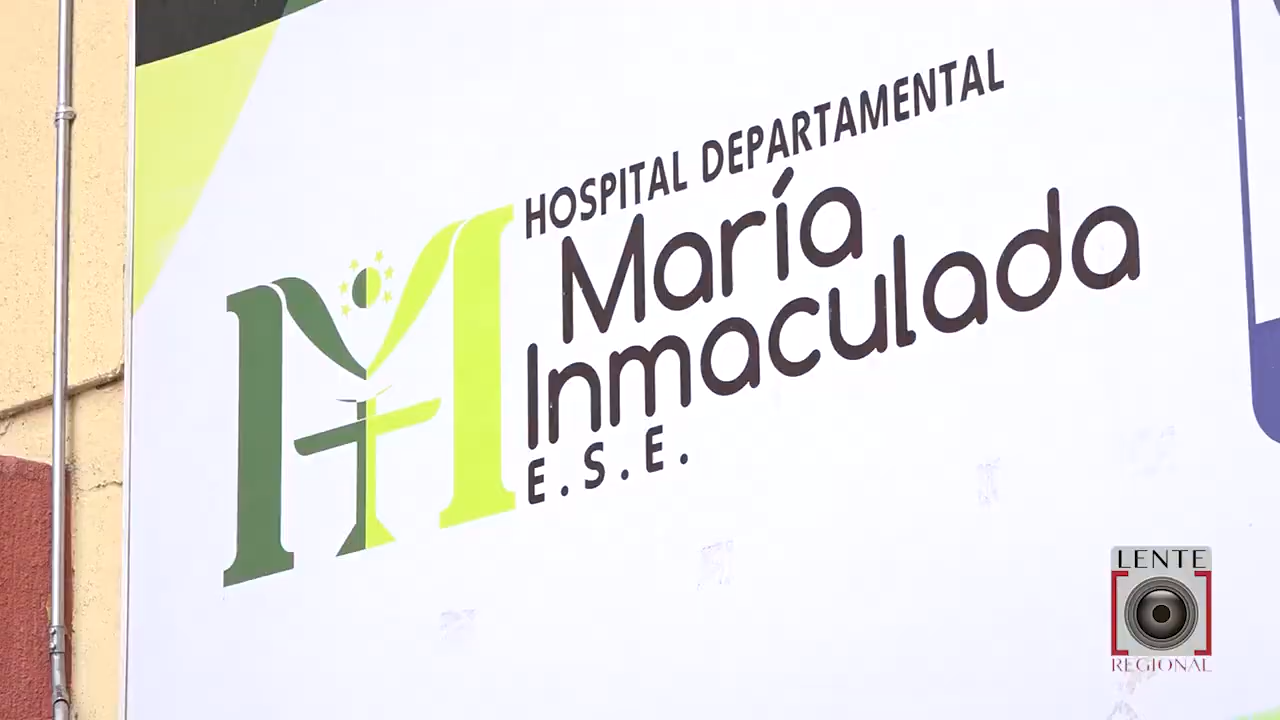 HOSPITAL DEPARTAMENTAL
María
Inmaculada
E.S.E.
LENTE
REGIONAL